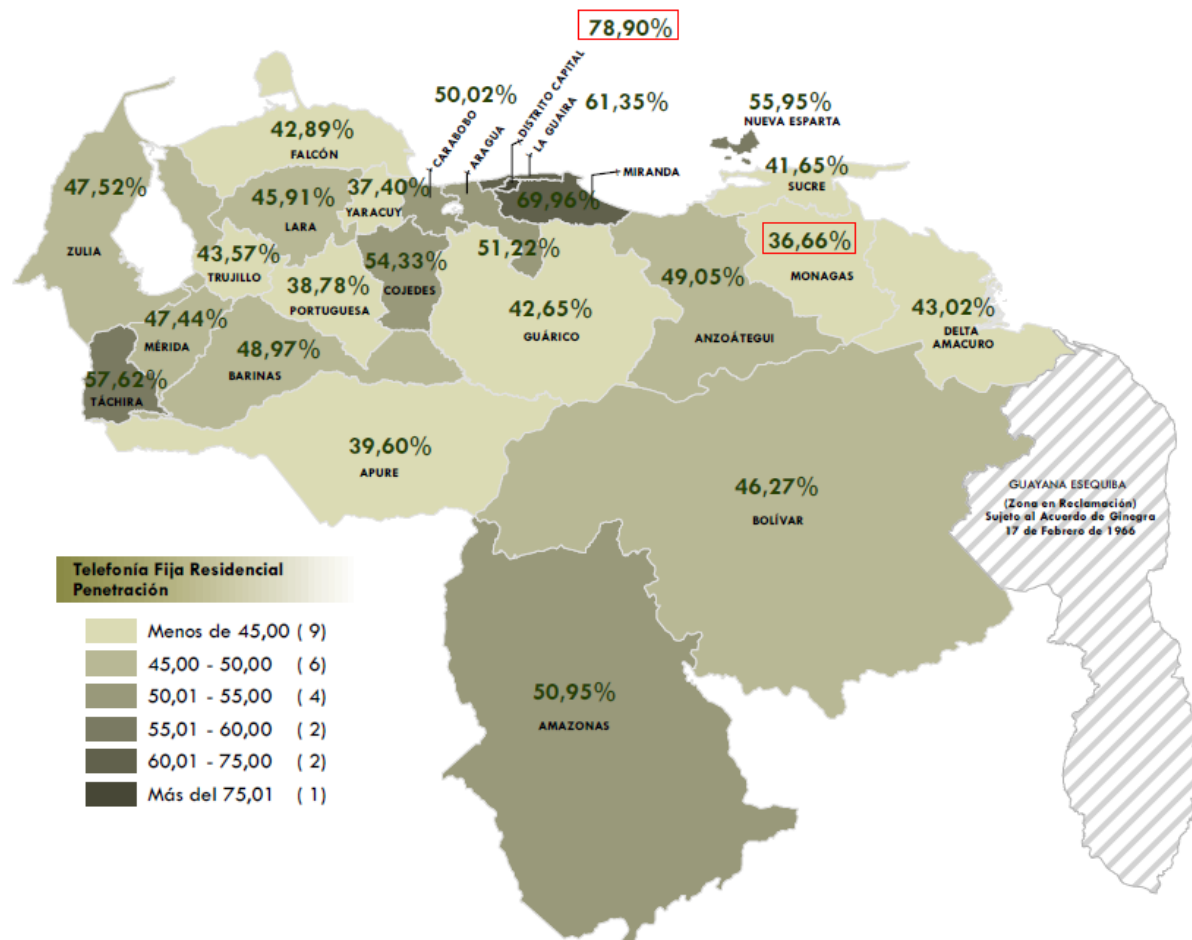 78,90%
50,02%
61,35%
55,95%
NUEVA ESPARTA
CARABOBO
ARAGUA
DISTRITO CAPITAL
LA GUAIRA
MIRANDA
42,89%
FALCÓN
41,65%
SUCRE
47,52%
ZULIA
45,91%
LARA
37,40%
YARACUY
69,96%
36,66%
MONAGAS
43,57%
TRUJILLO
38,78%
PORTUGUESA
54,33%
COJEDES
51,22%
42,65%
GUÁRICO
49,05%
ANZOÁTEGUI
43,02%
DELTA
AMACURO
47,44%
MÉRIDA
48,97%
BARINAS
57,62%
TÁCHIRA
39,60%
APURE
46,27%
BOLÍVAR
GUAYANA ESEQUIBA
(Zona en Reclamación)
Sujeto al Acuerdo de Ginegra
17 de Febrero de 1966
50,95%
AMAZONAS
Telefonía Fija Residencial
Penetración
Menos de 45,00 ( 9)
45,00 - 50,00 ( 6)
50,01 - 55,00 ( 4)
55,01 - 60,00 ( 2)
60,01 - 75,00 ( 2)
Más del 75,01 ( 1)